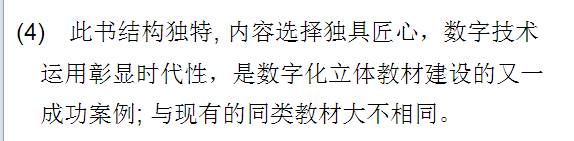 (4) 此书结构独特, 内容选择独具匠心，数字技术
运用彰显时代性，是数字化立体教材建设的又一
成功案例; 与现有的同类教材大不相同。